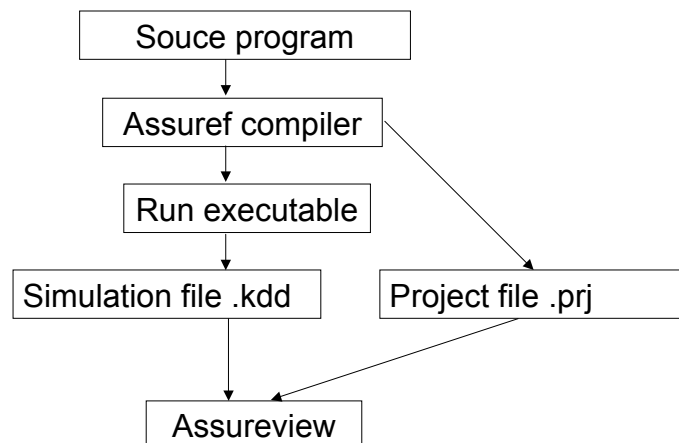 Souce program
Assuref compiler
Run executable
Simulation file .kdd
Project file .prj
Assureview